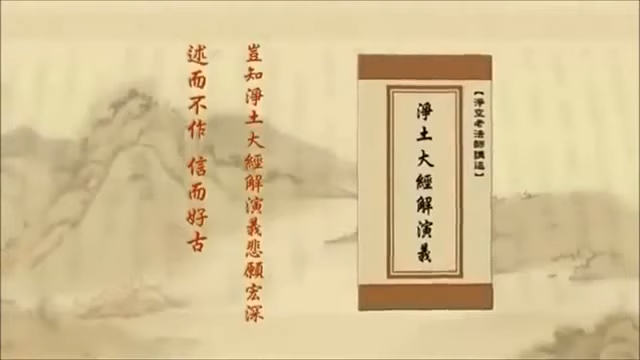 【淨空老法師講述】
淨土大經解演義
豈知淨土大經解演義悲願宏深
述而不作 信而好古